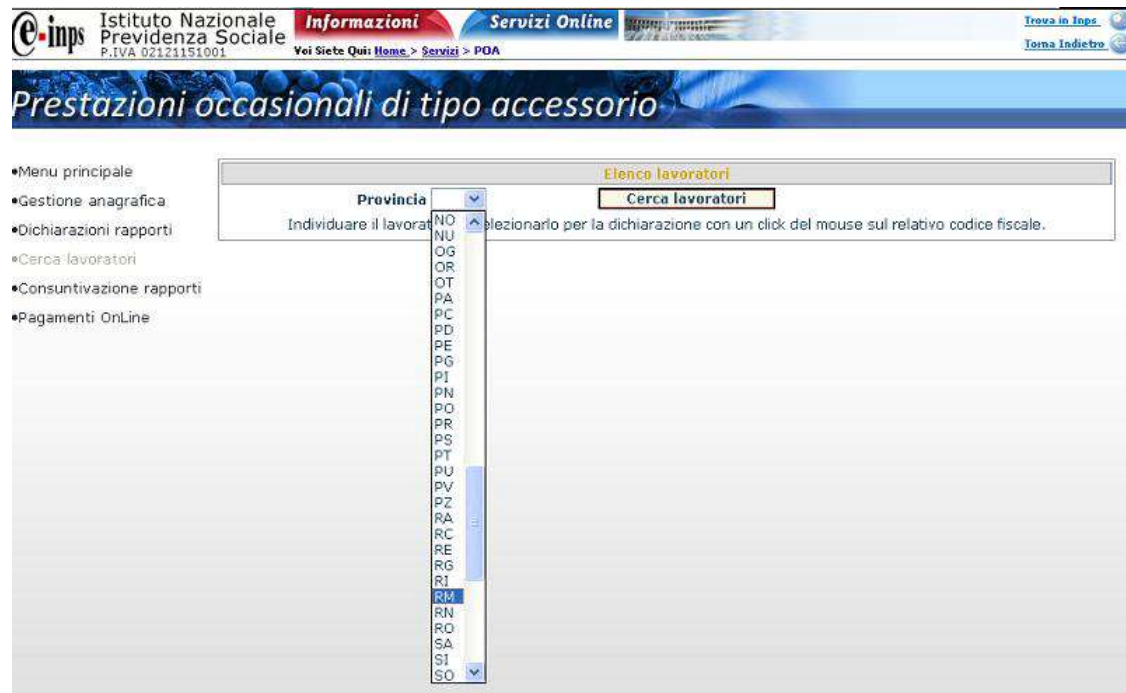 e-inps Istituto Nazionale
Previdenza Sociale
P.IVA 02121151001
Informazioni
Servizi Online
Voi Siete Qui: Home > Servizi > POA
Trova in Inps
Torna Indietro
Prestazioni occasionali di tipo accessorio
•Menu principale
•Gestione anagrafica
•Dichiarazioni rapporti
•Cerca lavoratori
•Consuntivazione rapporti
•Pagamenti OnLine
Elenco lavoratori
Provincia
Cerca lavoratori
Individuare il lavorat elezionarlo per la dichiarazione con un click del mouse sul relativo codice fiscale.
NO
NU
OG
OR
OT
PA
PC
PD
PE
PG
PI
PN
PO
PR
PS
PT
PU
PV
PZ
RA
RC
RE
RG
RI
RM
RN
RO
SA
SI
SO